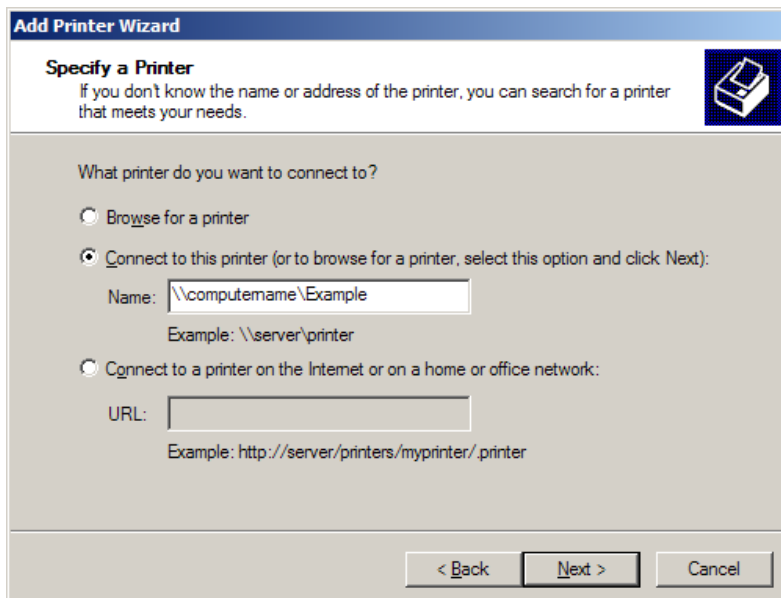 Add Printer Wizard
Specify a Printer
If you don't know the name or address of the printer, you can search for a printer
that meets your needs.
What printer do you want to connect to?
Browse for a printer
Connect to this printer (or to browse for a printer, select this option and click Next):
Name: \\computername\Example
Example: \\server\printer
Connect to a printer on the Internet or on a home or office network:
URL:
Example: http://server/printers/myprinter/.printer
< Back Next > Cancel